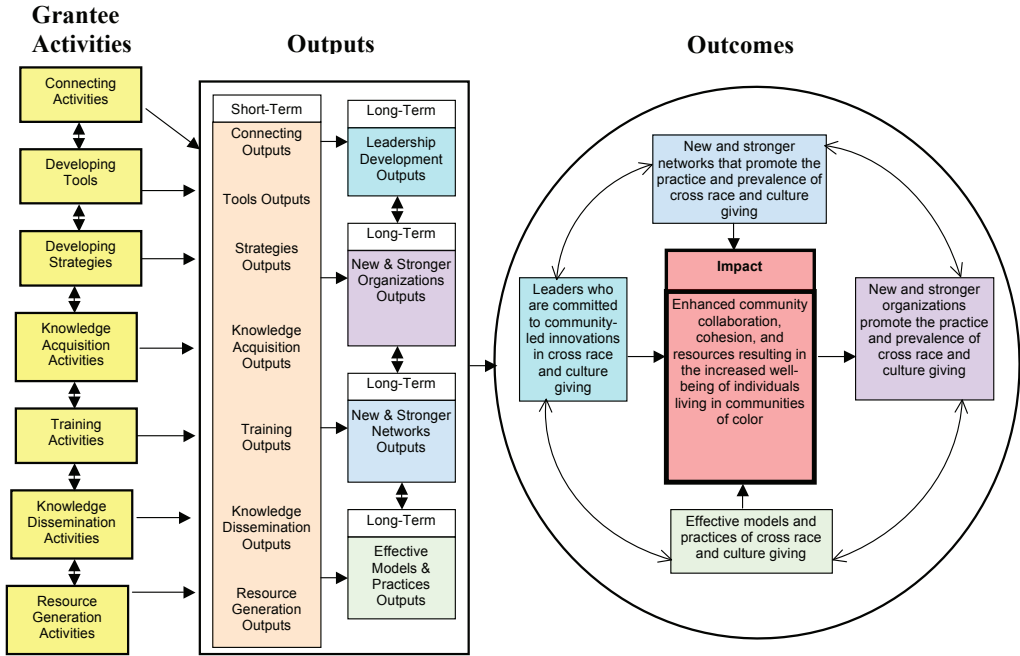 Grantee
Activities
Outputs
Outcomes
Connecting
Activities
Developing
Tools
Developing
Strategies
Knowledge
Acquisition
Activities
Training
Activities
Knowledge
Dissemination
Activities
Resource
Generation
Activities
Short-Term
Connecting
Outputs
Tools Outputs
Strategies
Outputs
Knowledge
Acquisition Outputs
Training
Outputs
Knowledge
Dissemination
Outputs
Resource
Generation
Outputs
Long-Term
Leadership
Development
Outputs
Long-Term
New & Stronger
Organizations
Outputs
Long-Term
New & Stronger
Networks
Outputs
Long-Term
Effective
Models &
Practices
Outputs
New and stronger
networks that promote the
practice and prevalence of
cross race and culture
giving
Leaders who
are committed
to community-
led innovations
in cross race
and culture
giving
Impact
Enhanced community
collaboration,
cohesion, and
resources resulting in
the increased well-
being of individuals
living in communities
of color
New and stronger
organizations
promote the practice
and prevalence of
cross race and
culture giving
Effective models and
practices of cross race
and culture giving